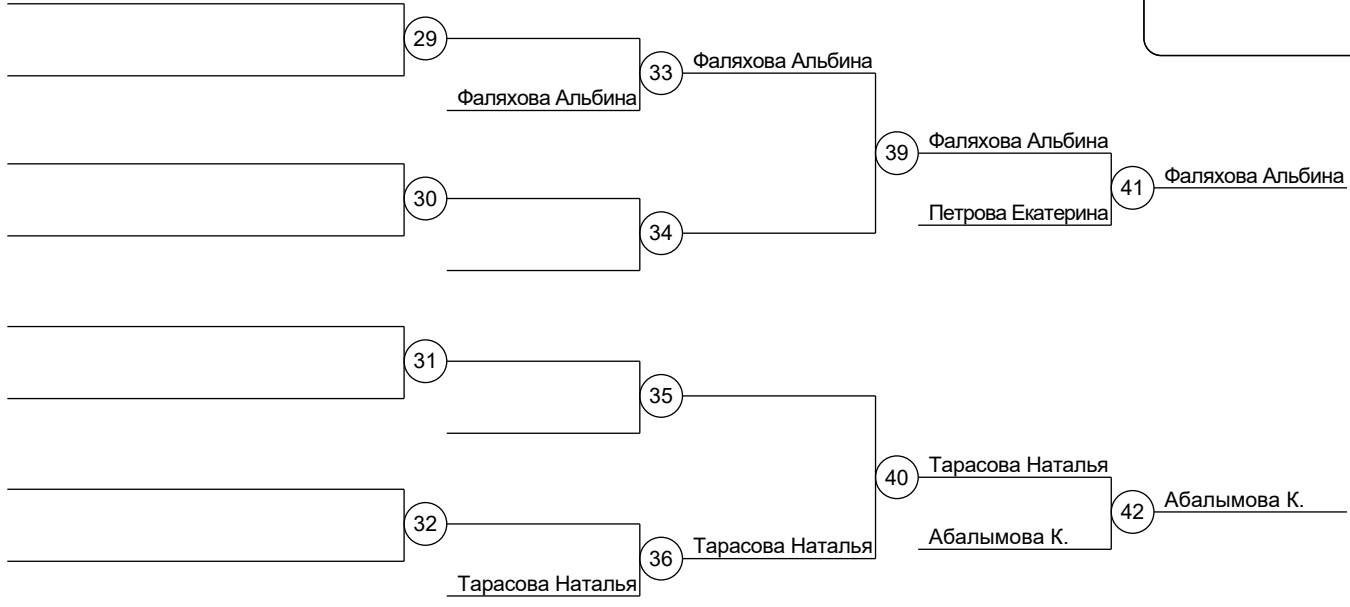 29
33
Фаляхова Альбина
Фаляхова Альбина
39
Фаляхова Альбина
41
Фаляхова Альбина
30
Петрова Екатерина
34
31
35
40
Тарасова Наталья
42
Абалымова К.
32
Абалымова К.
36
Тарасова Наталья
Тарасова Наталья